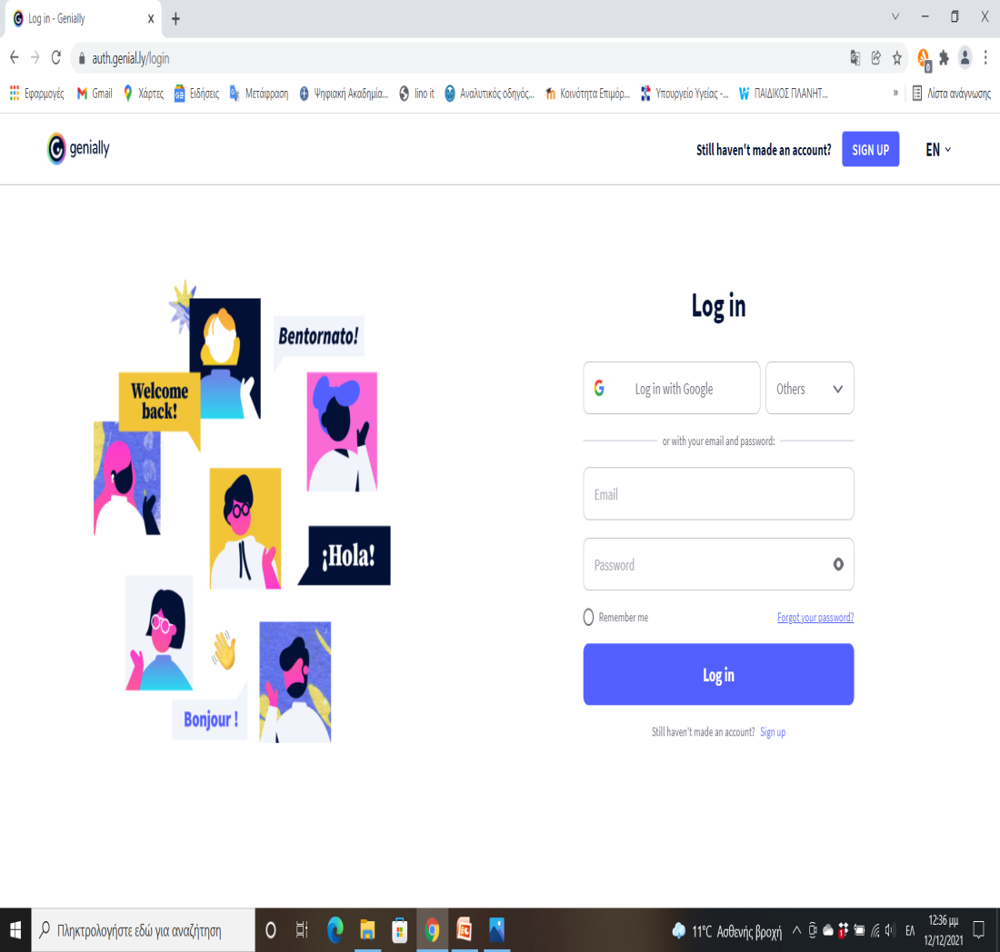 Log in - Genially
auth.genial.ly/login
Εφαρμογές Gmail Χάρτες Ειδήσεις Μετάφραση Ψηφιακή Ακαδημία... lino it Αναλυτικός οδηγός... Κοινότητα Επιμόρ... Υπουργείο Υγείας -... ΠΑΙΔΙΚΟΣ ΠΛΑΝΗΤ... » Λίστα ανάγνωσης
genially
Still haven't made an account? SIGN UP EN
Log in
Bentornato!
Welcome
back!
¡Hola!
Bonjour !
Log in with Google Others
or with your email and password:
Email
Password
Remember me Forgot your password?
Log in
Still haven't made an account? Sign up
Πληκτρολογήστε εδώ για αναζήτηση
11°C Ασθενής βροχή ΕΛ
12:36 μμ
12/12/2021